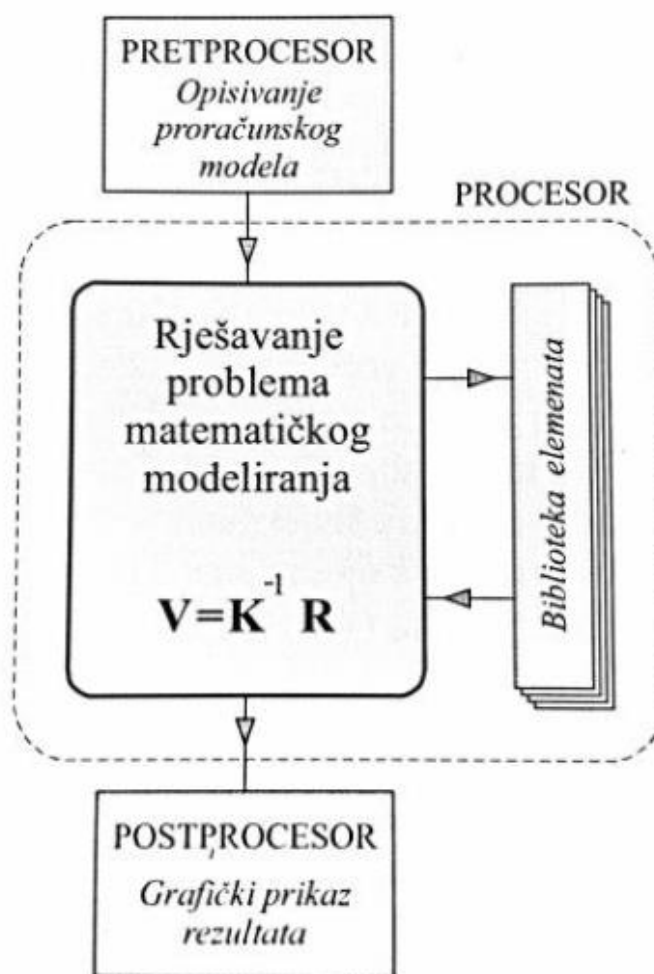 PRETPROCESOR
Opisivanje
proračunskog
modela
PROCESOR
Rješavanje
problema
matematičkog
modeliranja
V=K⁻¹ R
Biblioteka elemenata
POSTPROCESOR
Grafički prikaz
rezultata